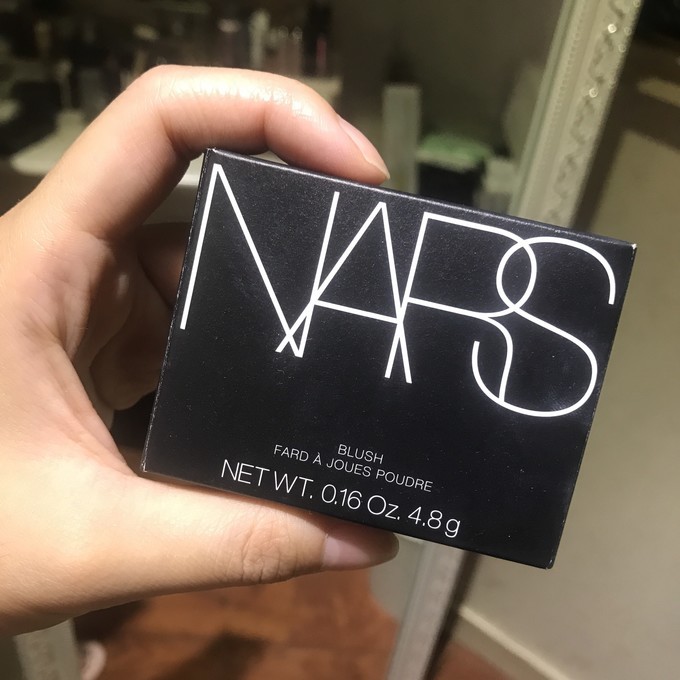 NARS
BLUSH
FARD À JOUES POUDRE
NET WT. 0.16 Oz. 4.8 g